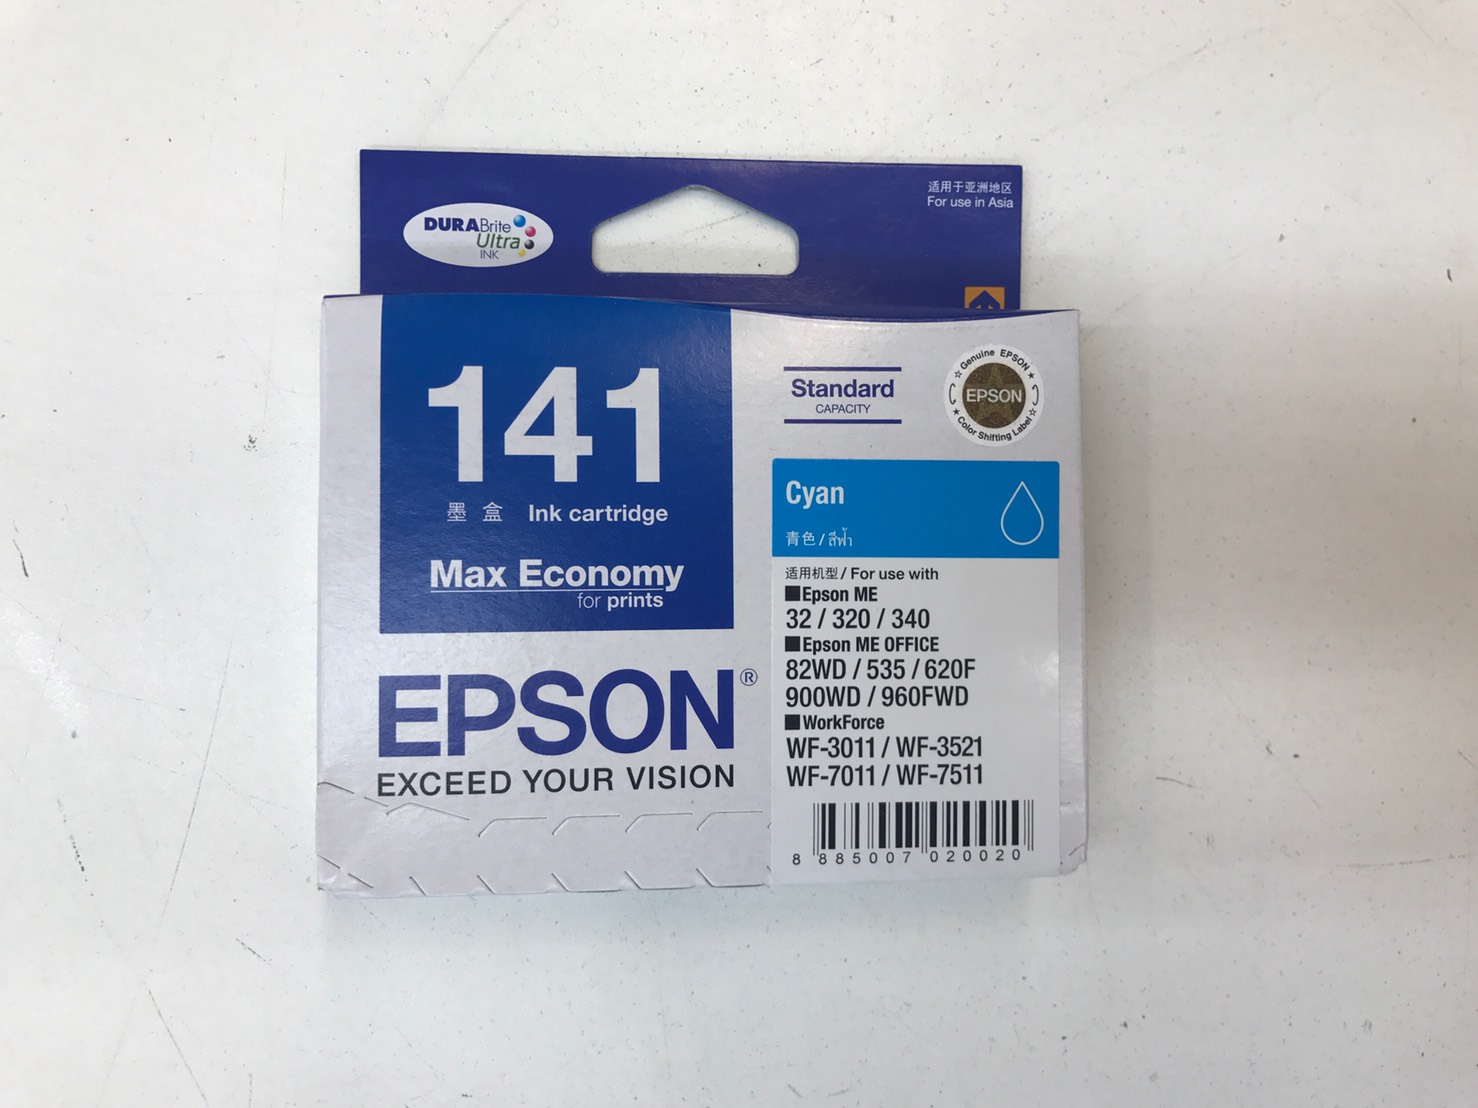 DURABrite
Ultra
INK
适用于亚洲地区
For use in Asia
141
墨盒 Ink cartridge
Max Economy
for prints
EPSON®
EXCEED YOUR VISION
Standard
CAPACITY
Genuine EPSON
EPSON
Color Shifting Label
Cyan
青色/สีฟ้า
适用机型/For use with
■Epson ME
32 / 320 / 340
■Epson ME OFFICE
82WD / 535 / 620F
900WD / 960FWD
■WorkForce
WF-3011 / WF-3521
WF-7011 / WF-7511
8 885007 020020